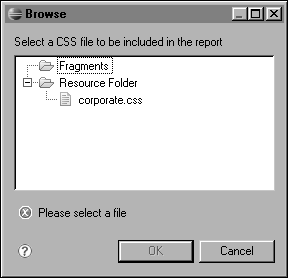 Browse
Select a CSS file to be included in the report
Fragments
Resource Folder
corporate.css
Please select a file
?
OK
Cancel